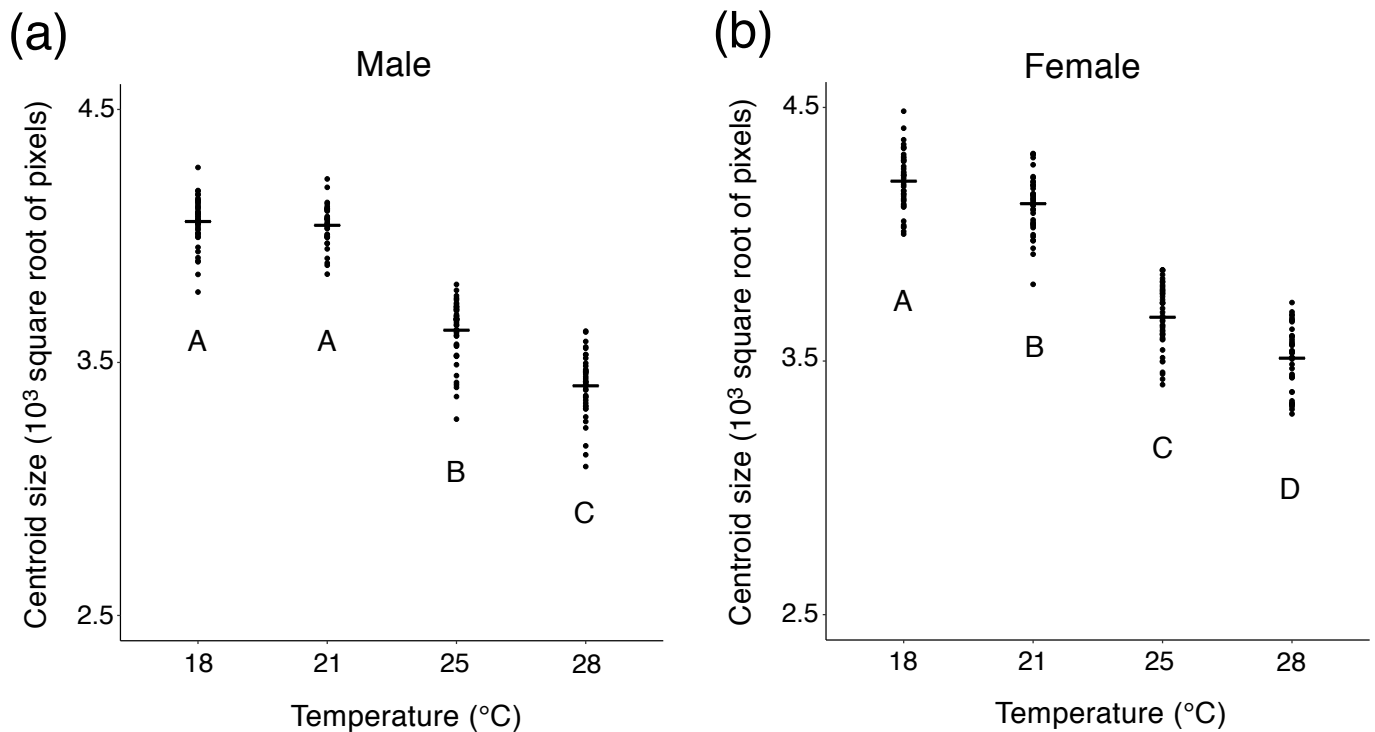 (a)
Male
Centroid size (10³ square root of pixels)
4.5
3.5
2.5
A
A
B
C
18
21
25
28
Temperature (°C)
(b)
Female
Centroid size (10³ square root of pixels)
4.5
3.5
2.5
A
B
C
D
18
21
25
28
Temperature (°C)